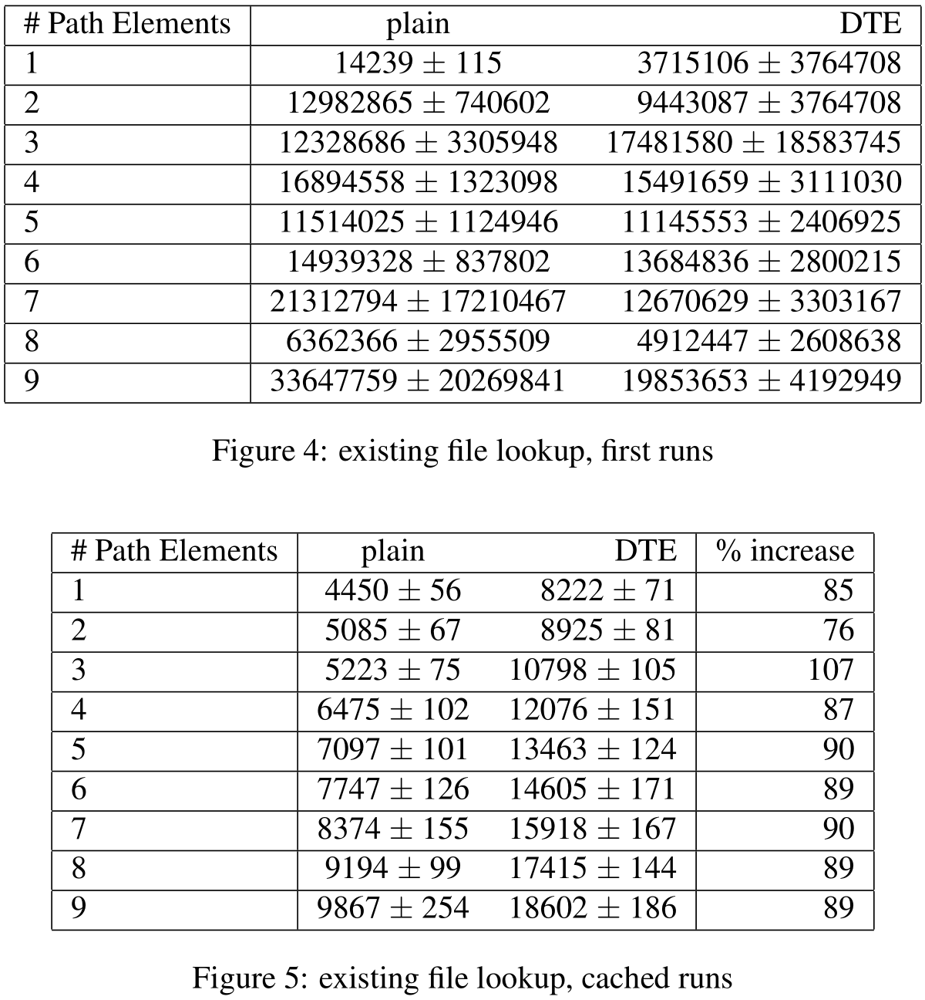 # Path Elements plain DTE
1 14239 ± 115 3715106 ± 3764708
2 12982865 ± 740602 9443087 ± 3764708
3 12328686 ± 3305948 17481580 ± 18583745
4 16894558 ± 1323098 15491659 ± 3111030
5 11514025 ± 1124946 11145553 ± 2406925
6 14939328 ± 837802 13684836 ± 2800215
7 21312794 ± 17210467 12670629 ± 3303167
8 6362366 ± 2955509 4912447 ± 2608638
9 33647759 ± 20269841 19853653 ± 4192949
Figure 4: existing file lookup, first runs
# Path Elements plain DTE % increase
1 4450 ± 56 8222 ± 71 85
2 5085 ± 67 8925 ± 81 76
3 5223 ± 75 10798 ± 105 107
4 6475 ± 102 12076 ± 151 87
5 7097 ± 101 13463 ± 124 90
6 7747 ± 126 14605 ± 171 89
7 8374 ± 155 15918 ± 167 90
8 9194 ± 99 17415 ± 144 89
9 9867 ± 254 18602 ± 186 89
Figure 5: existing file lookup, cached runs